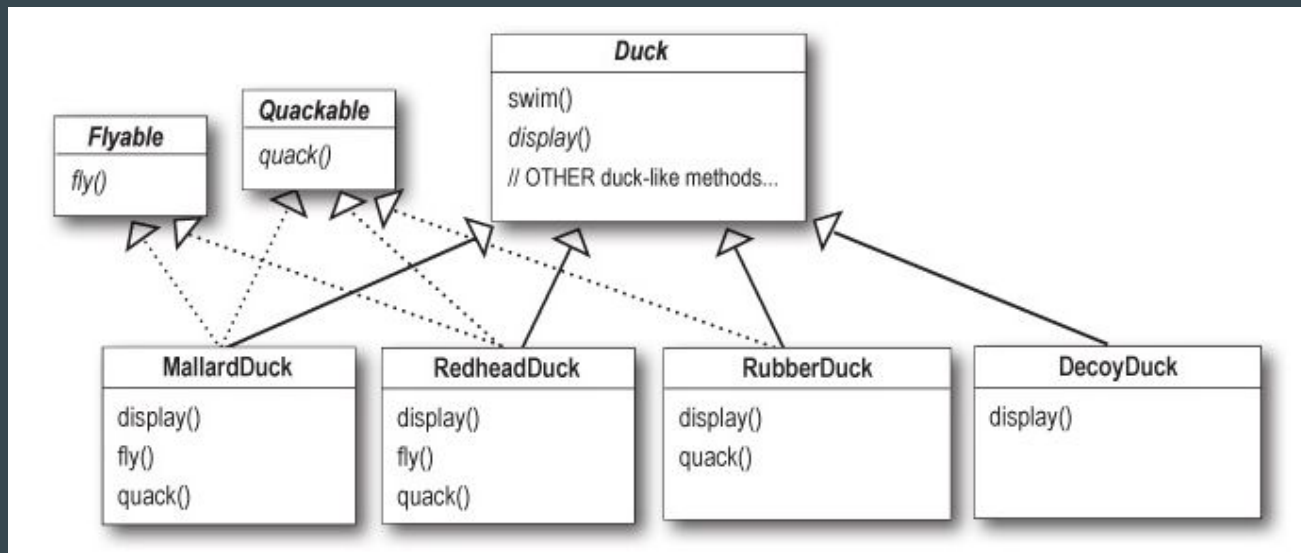 Flyable
fly()
Quackable
quack()
Duck
swim()
display()
// OTHER duck-like methods...
MallardDuck
display()
fly()
quack()
RedheadDuck
display()
fly()
quack()
RubberDuck
display()
quack()
DecoyDuck
display()